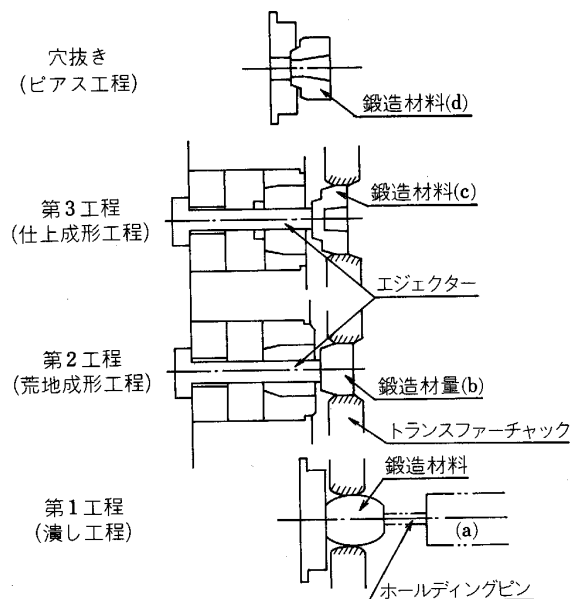 穴抜き
(ピアス工程)
鍛造材料(d)
第3工程
(仕上成形工程)
鍛造材料(c)
エジェクター
第2工程
(荒地成形工程)
鍛造材量(b)
トランスファーチャック
鍛造材料
第1工程
(潰し工程)
(a)
ホールディングピン